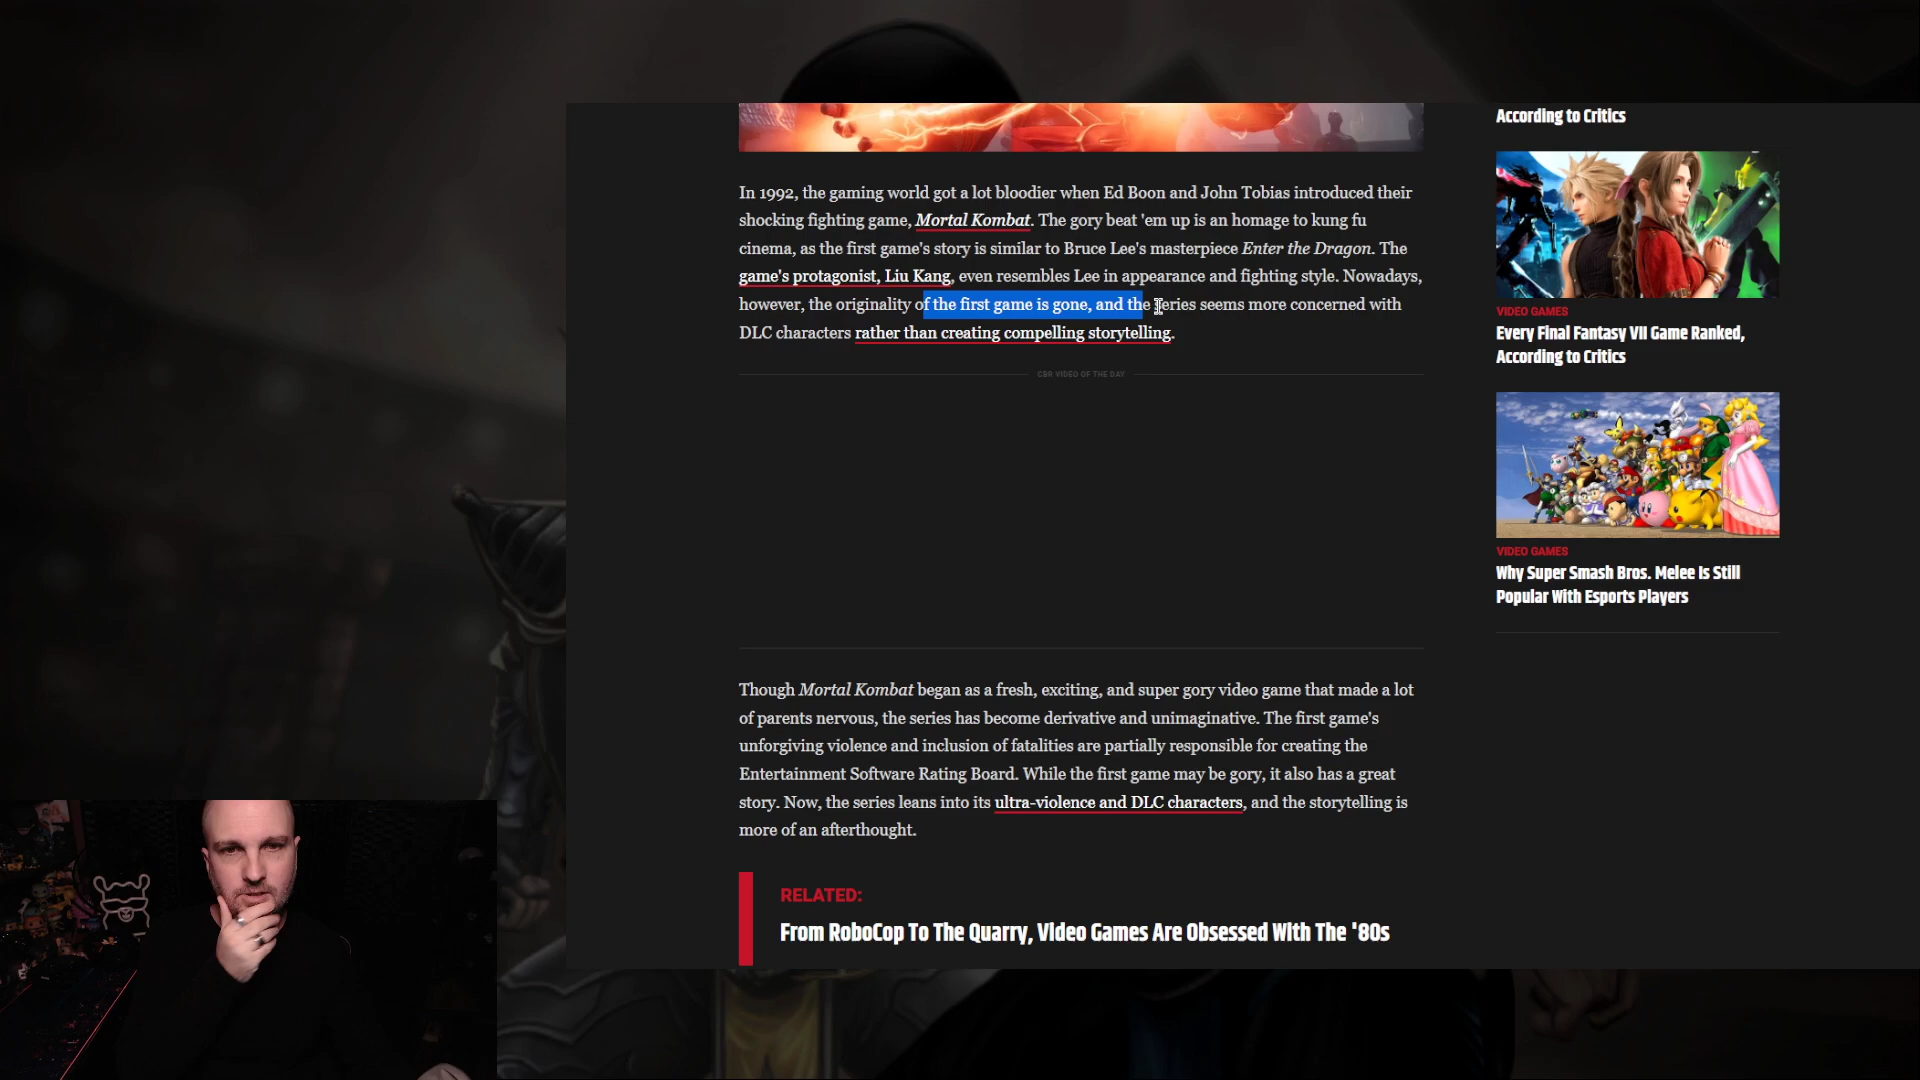 In 1992, the gaming world got a lot bloodier when Ed Boon and John Tobias introduced their
shocking fighting game, Mortal Kombat. The gory beat 'em up is an homage to kung fu
cinema, as the first game's story is similar to Bruce Lee's masterpiece Enter the Dragon. The
game's protagonist, Liu Kang, even resembles Lee in appearance and fighting style. Nowadays,
however, the originality of the first game is gone, and the series seems more concerned with
DLC characters rather than creating compelling storytelling.
CBR VIDEO OF THE DAY
Though Mortal Kombat began as a fresh, exciting, and super gory video game that made a lot
of parents nervous, the series has become derivative and unimaginative. The first game's
unforgiving violence and inclusion of fatalities are partially responsible for creating the
Entertainment Software Rating Board. While the first game may be gory, it also has a great
story. Now, the series leans into its ultra-violence and DLC characters, and the storytelling is
more of an afterthought.
RELATED:
From RoboCop To The Quarry, Video Games Are Obsessed With The '80s
According to Critics
VIDEO GAMES
Every Final Fantasy VII Game Ranked,
According to Critics
VIDEO GAMES
Why Super Smash Bros. Melee Is Still
Popular With Esports Players